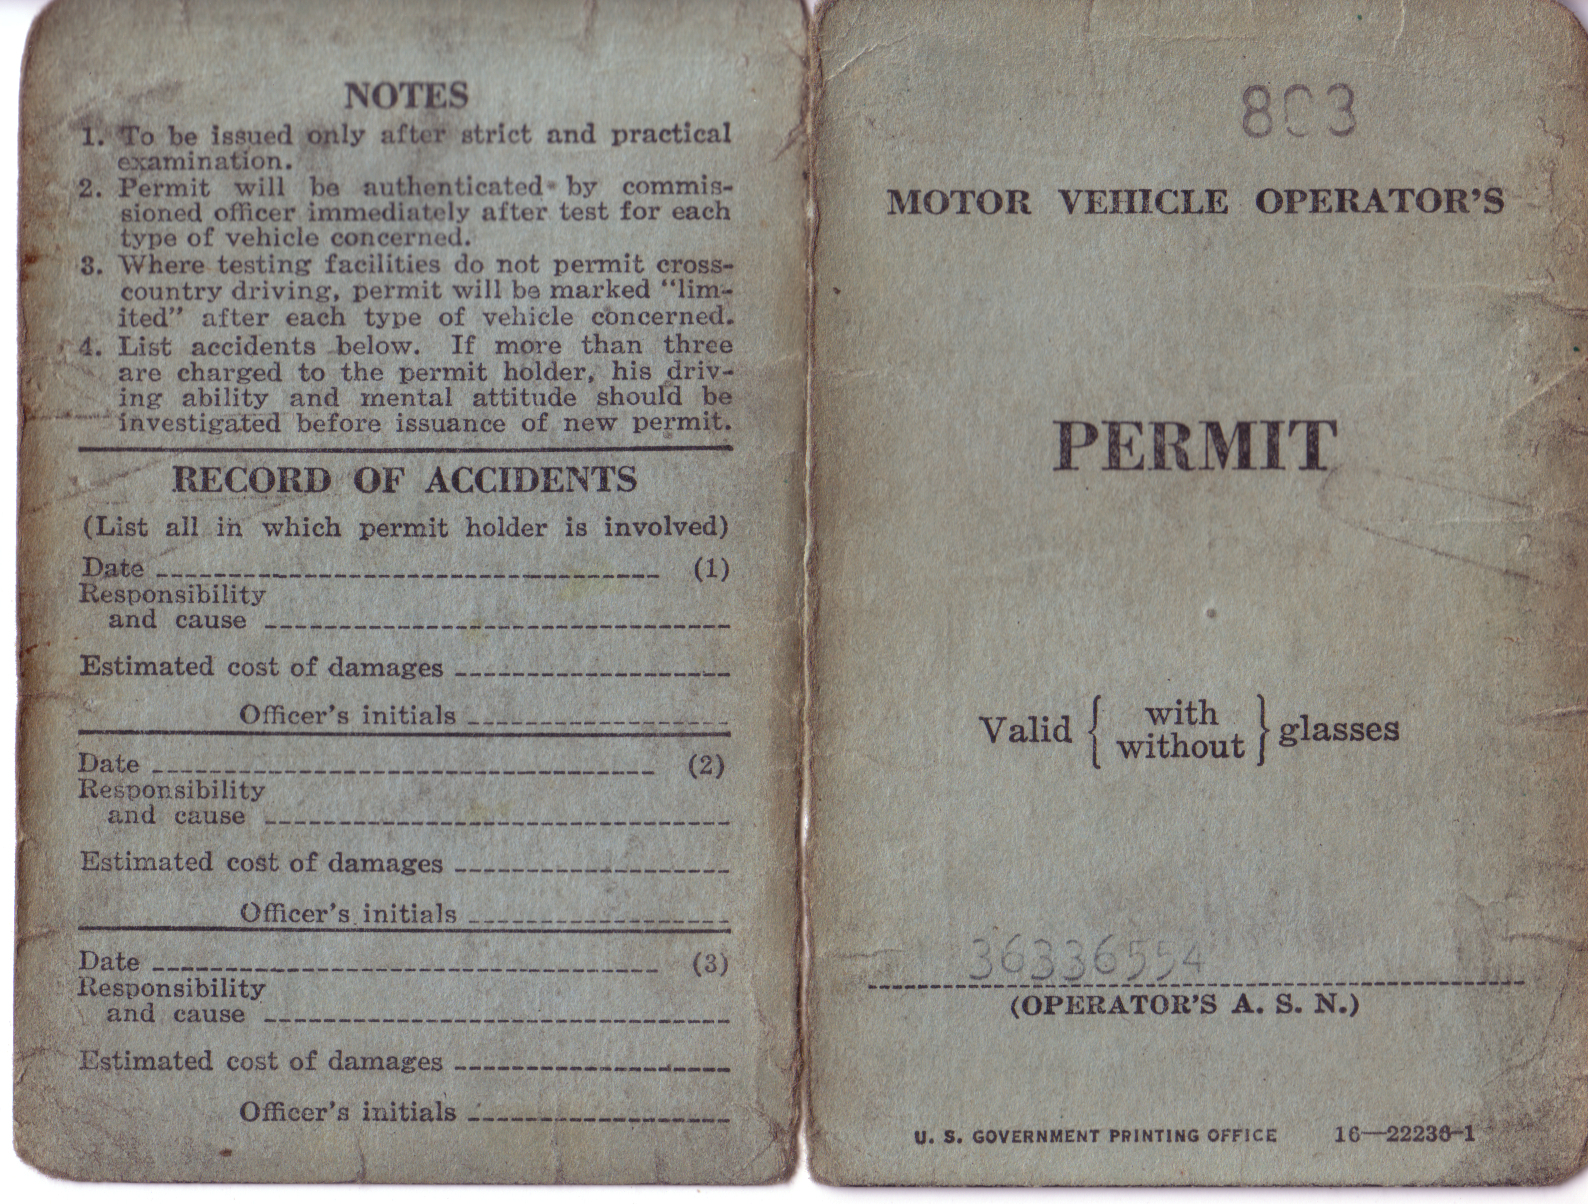 NOTES
1. To be issued only after strict and practical
examination.
2. Permit will be authenticated by commis-
sioned officer immediately after test for each
type of vehicle concerned.
3. Where testing facilities do not permit cross-
country driving, permit will be marked “lim-
ited” after each type of vehicle concerned.
4. List accidents below. If more than three
are charged to the permit holder, his driv-
ing ability and mental attitude should be
investigated before issuance of new permit.
RECORD OF ACCIDENTS
(List all in which permit holder is involved)
Date (1)
Responsibility
and cause
Estimated cost of damages
Officer's initials
Date (2)
Responsibility
and cause
Estimated cost of damages
Officer's initials
Date (3)
Responsibility
and cause
Estimated cost of damages
Officer's initials
803
MOTOR VEHICLE OPERATOR'S
PERMIT
Valid { with
without } glasses
36336554
(OPERATOR'S A. S. N.)
U. S. GOVERNMENT PRINTING OFFICE 16—22236-1